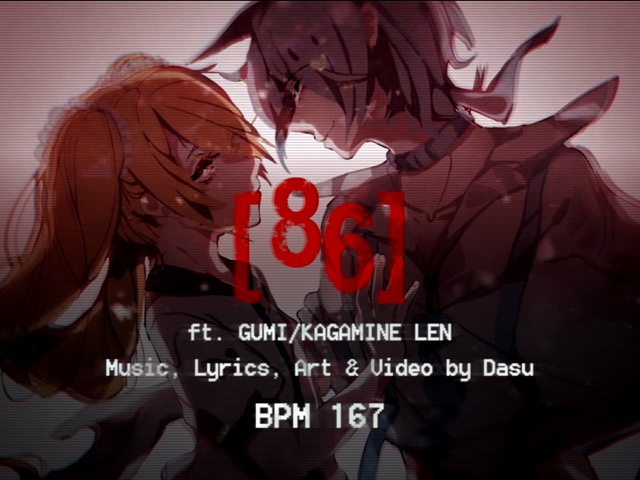 [86]
ft. GUMI/KAGAMINE LEN
Music, Lyrics, Art & Video by Dasu
BPM 167